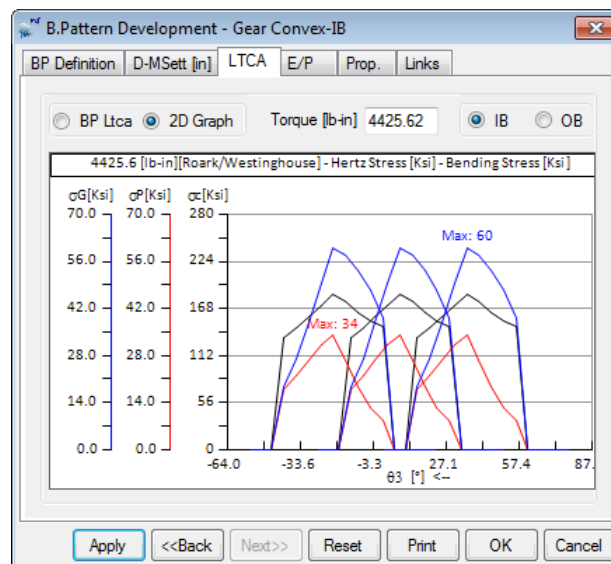 B.Pattern Development - Gear Convex-IB
BP Definition D-MSett [in] LTCA E/P Prop. Links
BP Ltca 2D Graph Torque [lb-in] 4425.62 IB OB
4425.6 [lb-in][Roark/Westinghouse] - Hertz Stress [Ksi] - Bending Stress [Ksi]
σG[Ksi] σP[Ksi] σc[Ksi]
70.0 70.0 280
Max: 60
56.0 56.0 224
42.0 42.0 168
Max: 34
28.0 28.0 112
14.0 14.0 56
0.0 0.0 0
-64.0 -33.6 -3.3 27.1 57.4 87.
θ3 [°] <--
Apply <<Back Next>> Reset Print OK Cancel